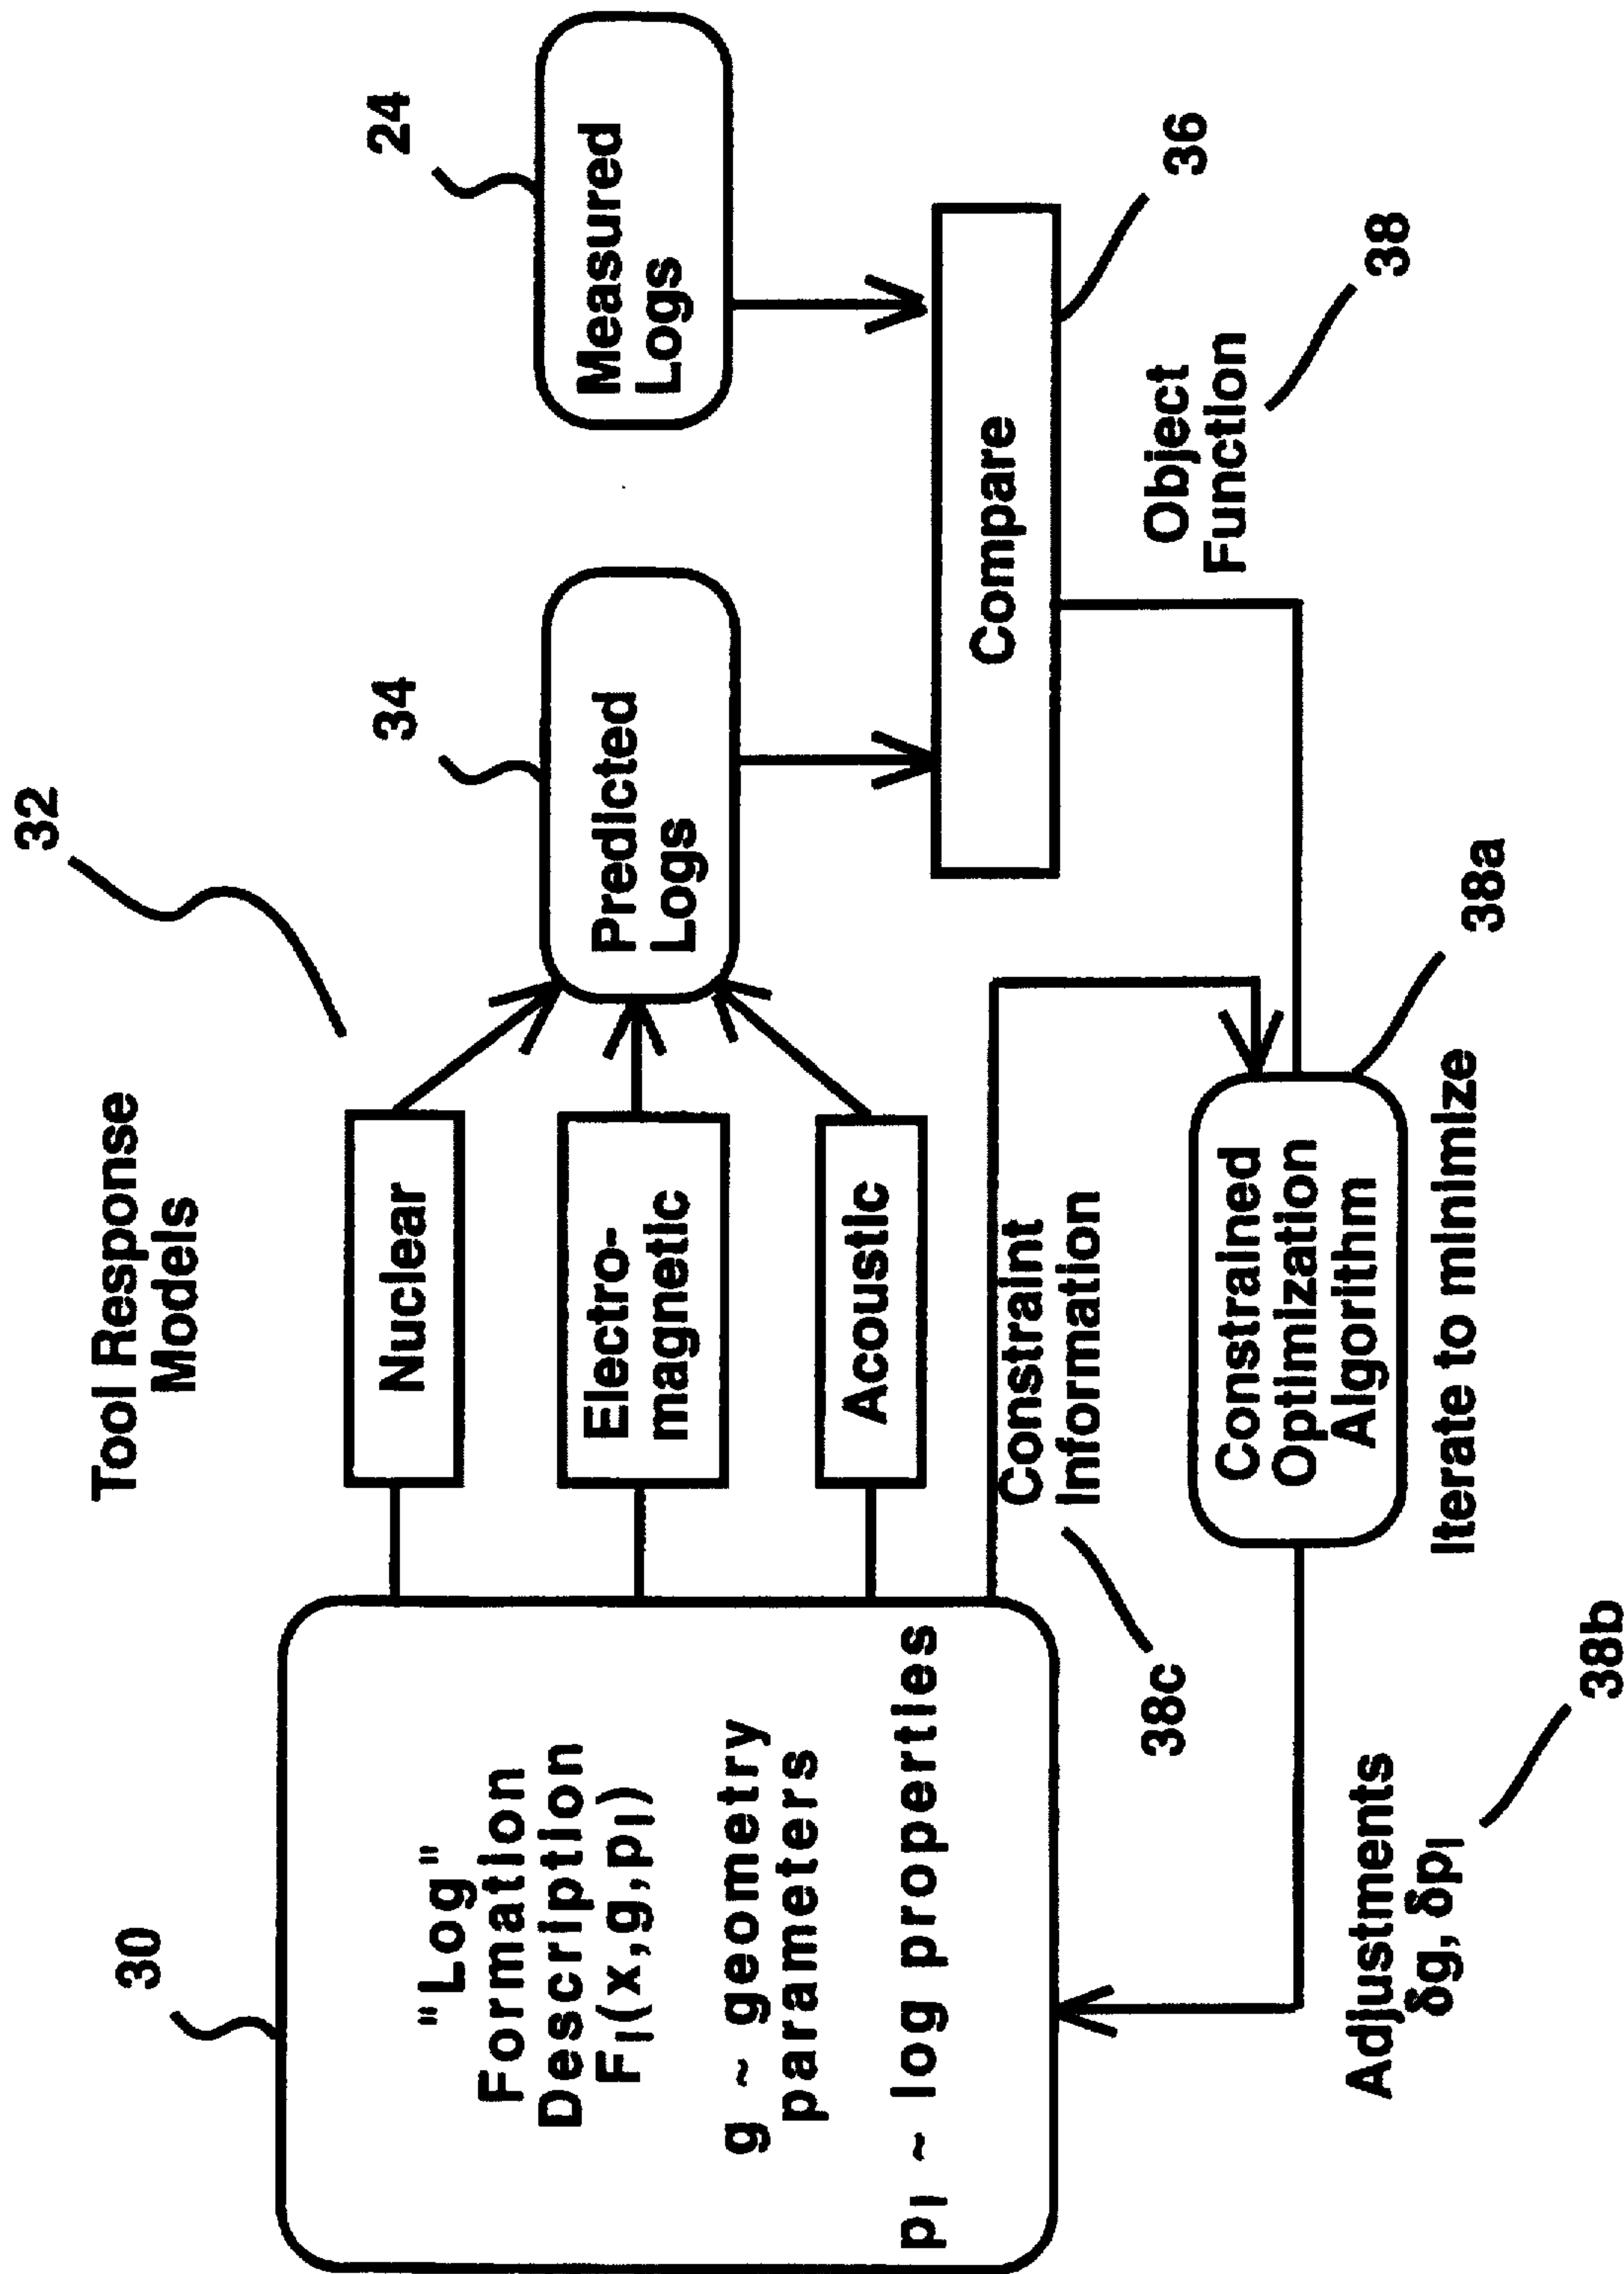 32
Tool Response
Models
30
34
24
"Log"
Formation
Description
Fl(x,g,pl)
g ~ geometry
parameters
pl ~ log properties
Nuclear
Electro-
magnetic
Acoustic
Predicted
Logs
Measured
Logs
Compare
36
Constraint
Information
38c
Object
Function
38
Constrained
Optimization
Algorithm
38a
Iterate to minimize
Adjustments
δg, δpl
38b